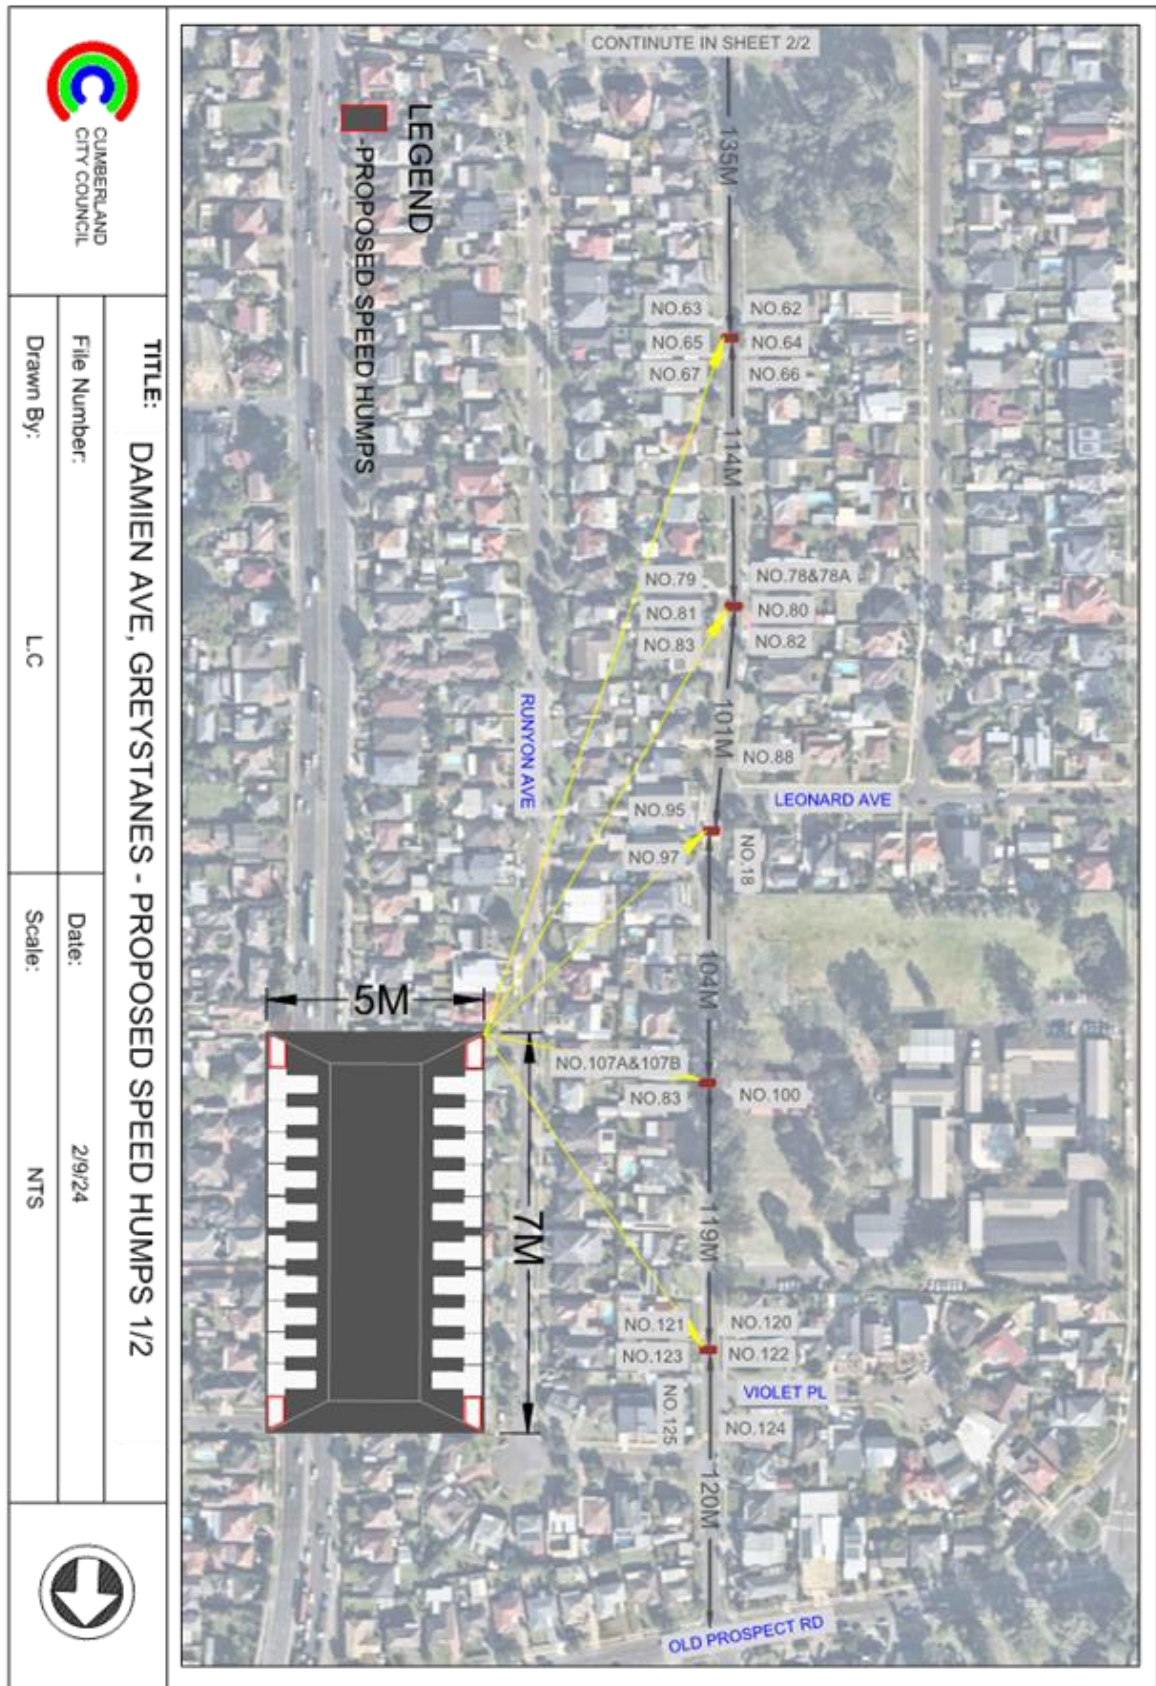 CONTINUTE IN SHEET 2/2
135M
NO.63
NO.62
NO.65
NO.64
NO.67
NO.66
114M
NO.79
NO.78&78A
NO.81
NO.80
NO.83
NO.82
101M
NO.88
RUNYON AVE
LEONARD AVE
NO.95
NO.97
NO.18
104M
NO.107A&107B
NO.83
NO.100
119M
NO.121
NO.120
NO.123
NO.122
VIOLET PL
NO.125
NO.124
120M
OLD PROSPECT RD
5M
7M
LEGEND
-PROPOSED SPEED HUMPS
CUMBERLAND
CITY COUNCIL
TITLE: DAMIEN AVE, GREYSTANES - PROPOSED SPEED HUMPS 1/2
File Number:
Date: 2/9/24
Drawn By: L.C
Scale: NTS